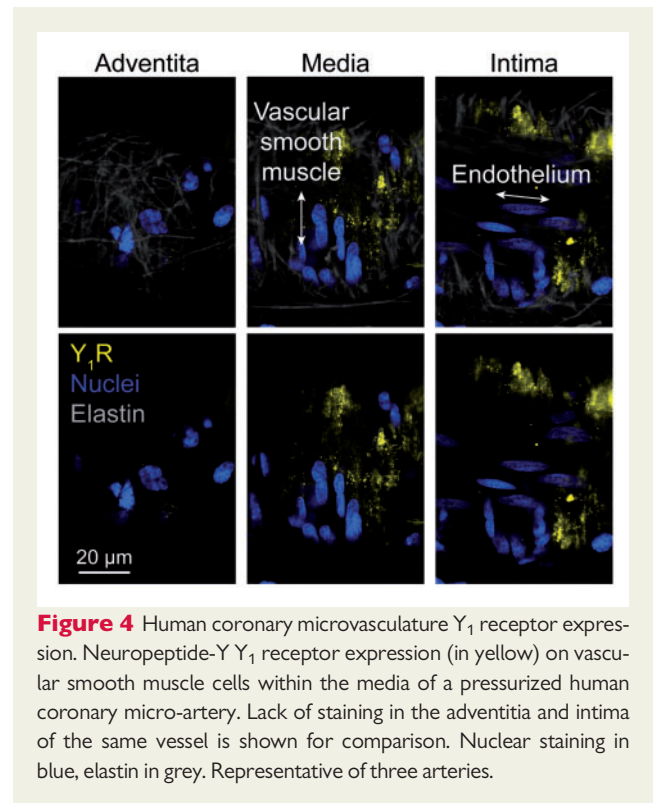 Adventita
Media
Intima
Vascular
smooth
muscle
Endothelium
Y₁R
Nuclei
Elastin
20 µm
Figure 4 Human coronary microvasculature Y₁ receptor expres-
sion. Neuropeptide-Y Y₁ receptor expression (in yellow) on vascu-
lar smooth muscle cells within the media of a pressurized human
coronary micro-artery. Lack of staining in the adventitia and intima
of the same vessel is shown for comparison. Nuclear staining in
blue, elastin in grey. Representative of three arteries.